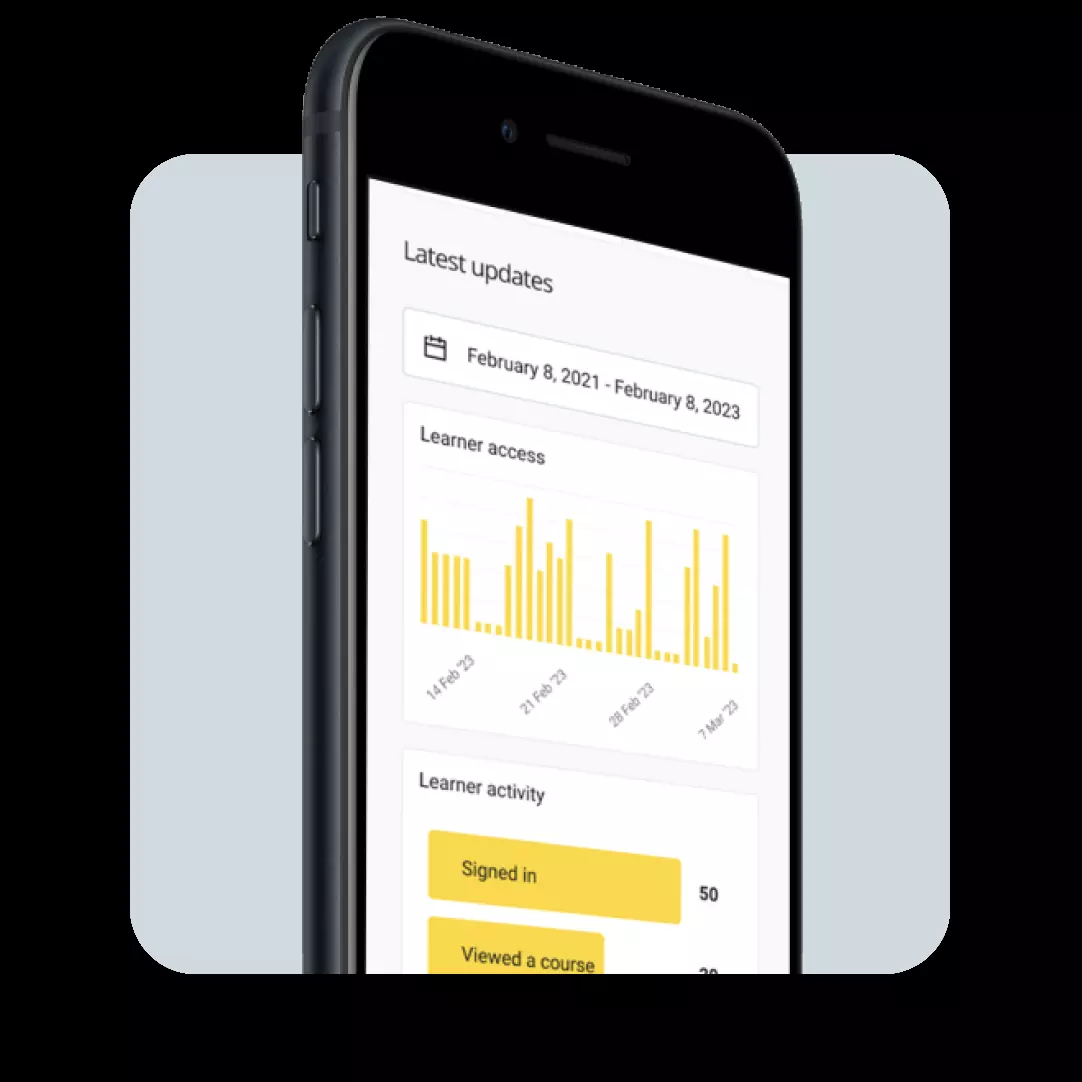 Latest updates
February 8, 2021 - February 8, 2023
Learner access
14 Feb '23
21 Feb '23
28 Feb '23
7 Mar '23
Learner activity
Signed in
50
Viewed a course